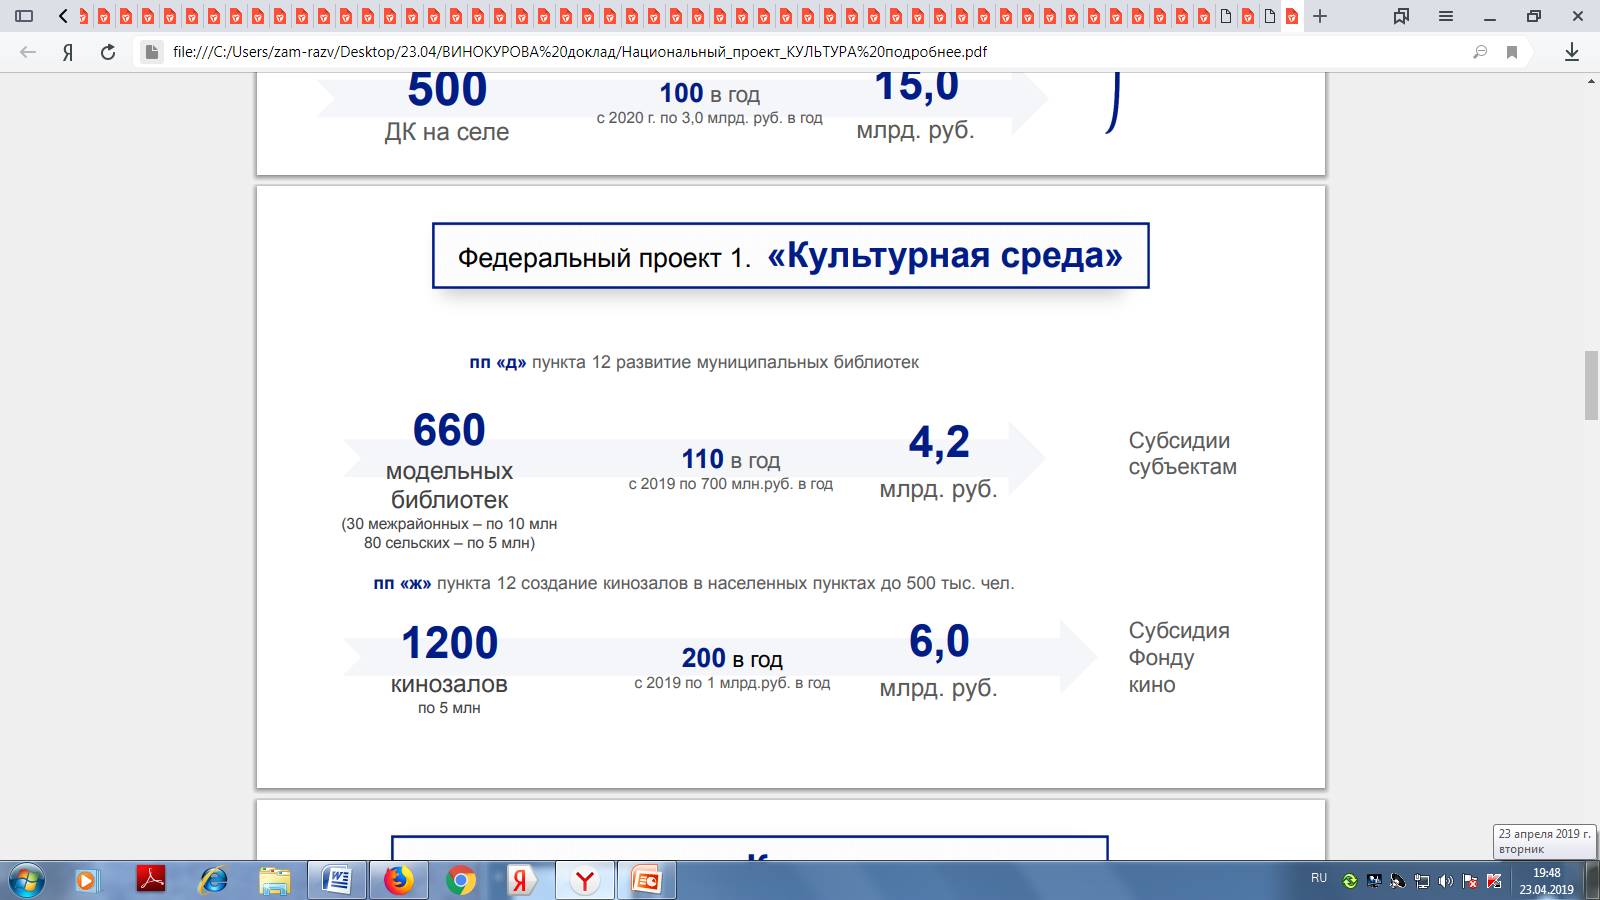 file:///C:/Users/zam-razv/Desktop/23.04/ВИНОКУРОВА%20доклад/Национальный_проект_КУЛЬТУРА%20подробнее.pdf
500
100 в год
15,0
с 2020 г. по 3,0 млрд. руб. в год
ДК на селе
млрд. руб.
Федеральный проект 1. «Культурная среда»
пп «д» пункта 12 развитие муниципальных библиотек
660
модельных
библиотек
(30 межрайонных – по 10 млн
80 сельских – по 5 млн)
110 в год
с 2019 по 700 млн.руб. в год
4,2
млрд. руб.
Субсидии
субъектам
пп «ж» пункта 12 создание кинозалов в населенных пунктах до 500 тыс. чел.
1200
кинозалов
по 5 млн
200 в год
с 2019 по 1 млрд.руб. в год
6,0
млрд. руб.
Субсидия
Фонду
кино
23 апреля 2019 г.
вторник
RU
19:48
23.04.2019